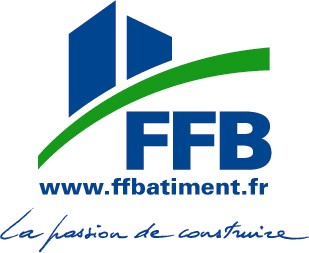 FFB
www.ffbatiment.fr
La passion de construire